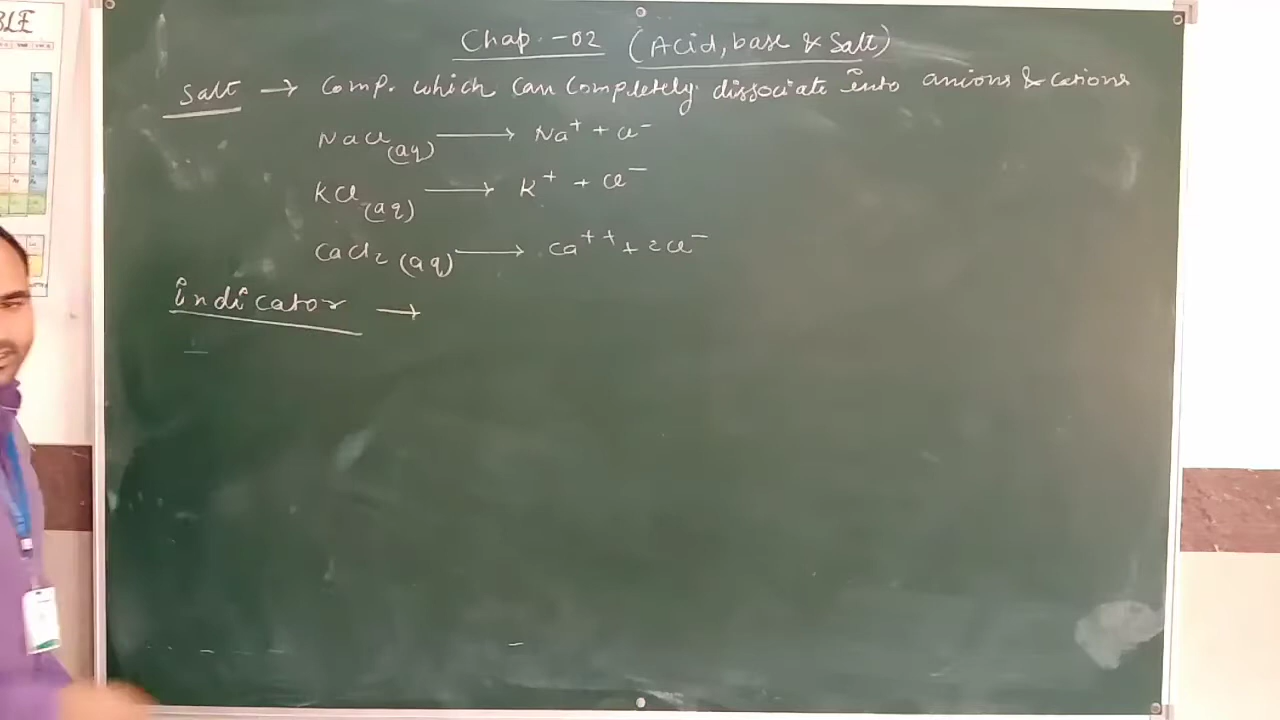 BLE
Chap.-02 (Acid, base & Salt)
Salt → Comp. which can completely dissociate into anions & cations
NaCl(aq) ⟶ Na⁺ + Cl⁻
KCl(aq) ⟶ K⁺ + Cl⁻
CaCl₂(aq) ⟶ Ca⁺⁺ + 2Cl⁻
indicator →